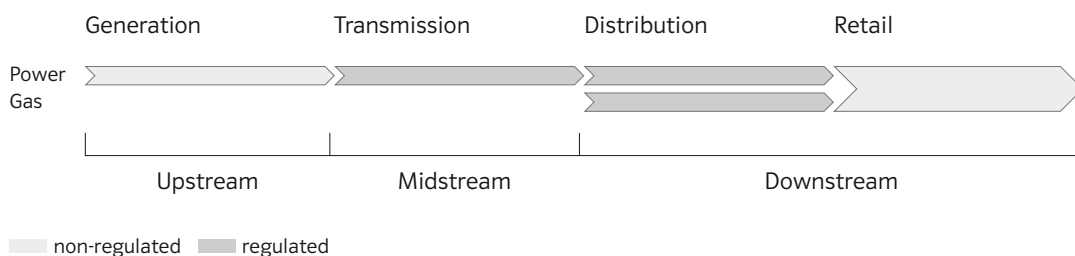 Generation Transmission Distribution Retail
Power
Gas
Upstream Midstream Downstream
non-regulated regulated